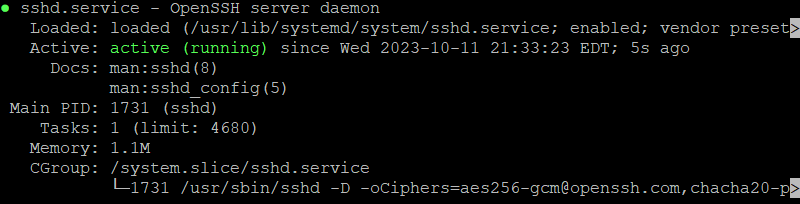 ● sshd.service - OpenSSH server daemon
   Loaded: loaded (/usr/lib/systemd/system/sshd.service; enabled; vendor preset>
   Active: active (running) since Wed 2023-10-11 21:33:23 EDT; 5s ago
     Docs: man:sshd(8)
           man:sshd_config(5)
 Main PID: 1731 (sshd)
    Tasks: 1 (limit: 4680)
   Memory: 1.1M
   CGroup: /system.slice/sshd.service
           └─1731 /usr/sbin/sshd -D -oCiphers=aes256-gcm@openssh.com,chacha20-p>